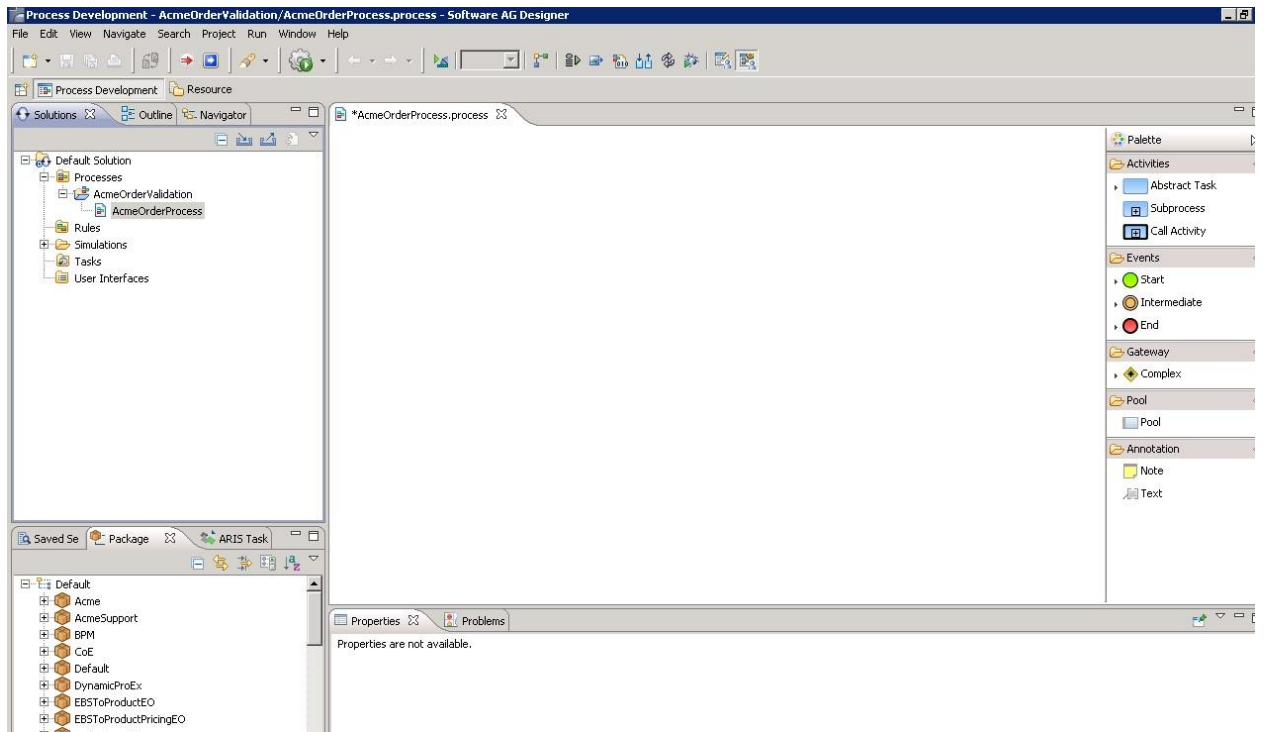 Process Development - AcmeOrderValidation/AcmeOrderProcess.process - Software AG Designer
File Edit View Navigate Search Project Run Window Help
Process Development Resource
Solutions Outline Navigator
*AcmeOrderProcess.process
Default Solution
Processes
AcmeOrderValidation
AcmeOrderProcess
Rules
Simulations
Tasks
User Interfaces
Palette
Activities
Abstract Task
Subprocess
Call Activity
Events
Start
Intermediate
End
Gateway
Complex
Pool
Pool
Annotation
Note
Text
Saved Se Package ARIS Task
Default
Acme
AcmeSupport
BPM
CoE
Default
DynamicProEx
EBSToProductEO
EBSToProductPricingEO
Properties Problems
Properties are not available.